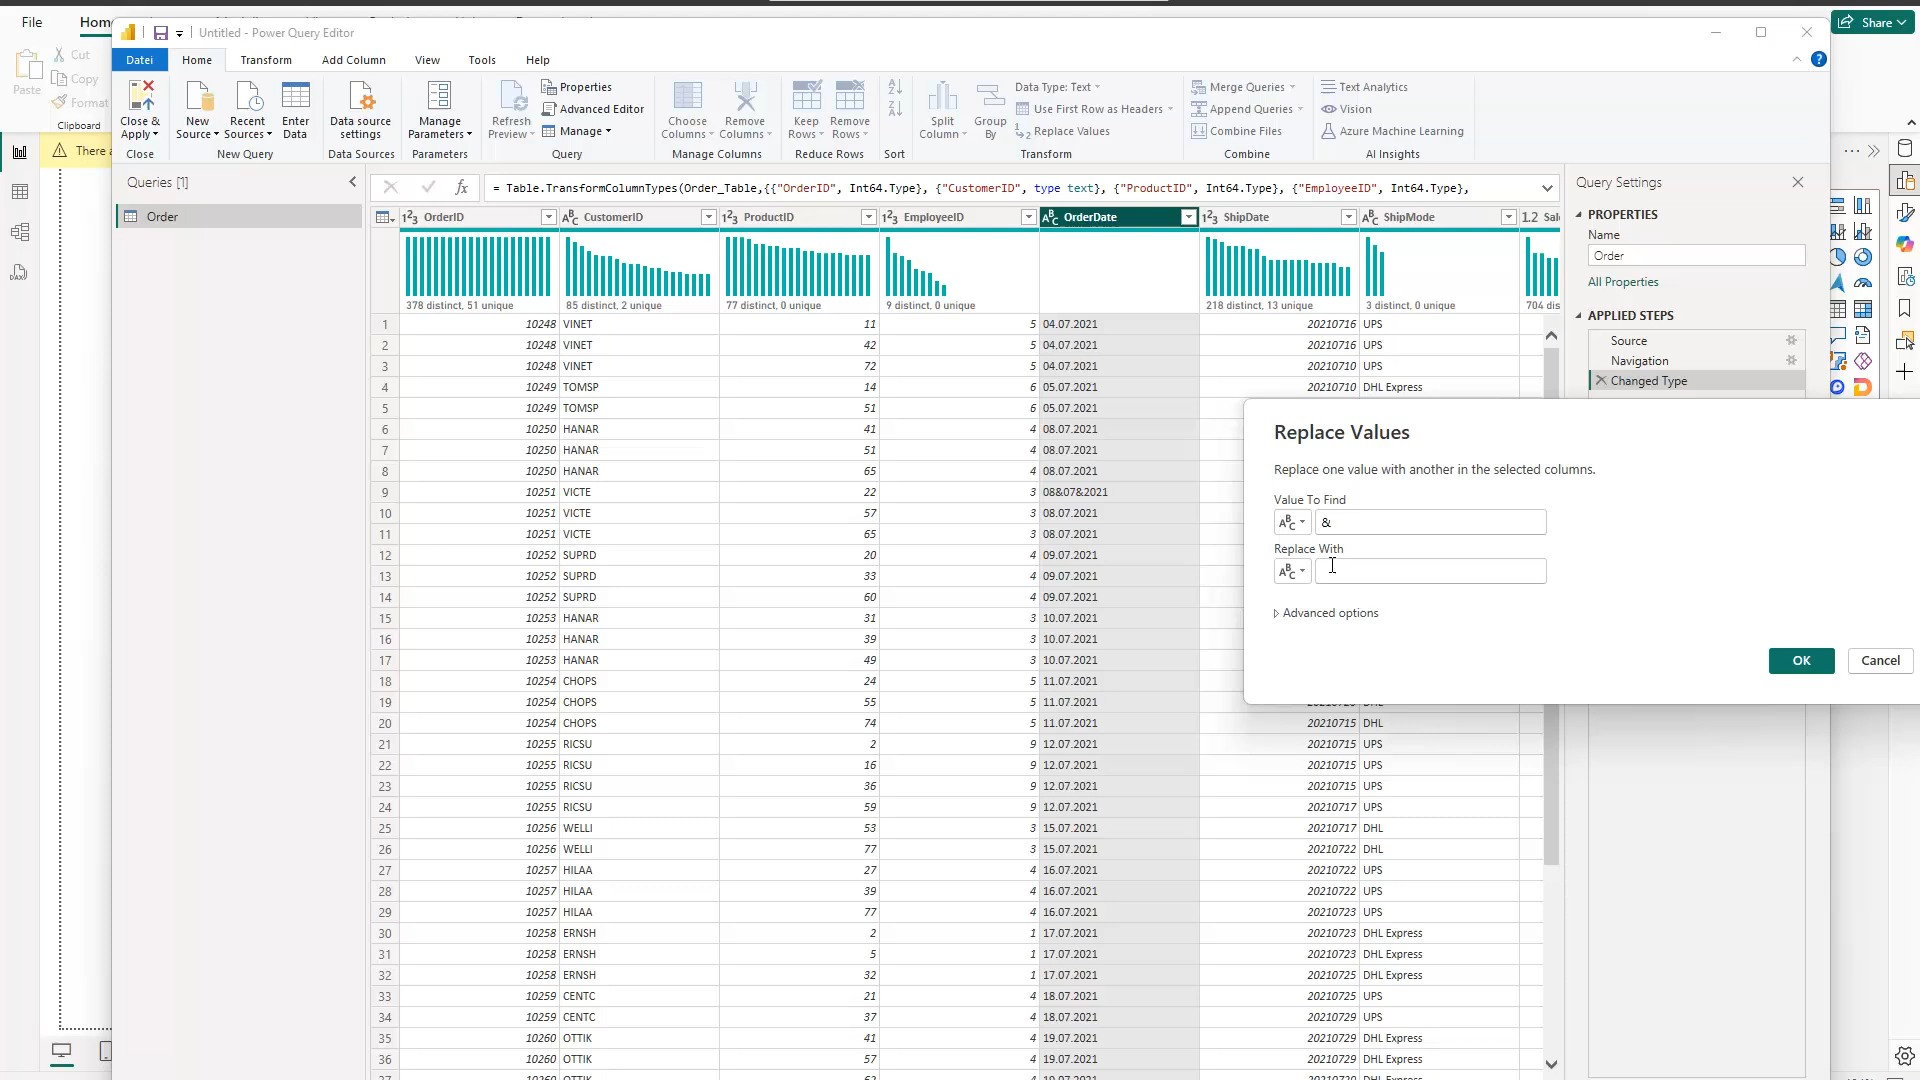 File
Hom
Share
Untitled - Power Query Editor
Datei
Home
Transform
Add Column
View
Tools
Help
Paste
Cut
Copy
Format
Clipboard
Close &
Apply
Close
New
Source
Recent
Sources
Enter
Data
New Query
Data source
settings
Data Sources
Manage
Parameters
Parameters
Refresh
Preview
Properties
Advanced Editor
Manage
Query
Choose
Columns
Remove
Columns
Manage Columns
Keep
Rows
Remove
Rows
Reduce Rows
Sort
Split
Column
Group
By
Data Type: Text
Use First Row as Headers
Replace Values
Transform
Merge Queries
Append Queries
Combine Files
Combine
Text Analytics
Vision
Azure Machine Learning
AI Insights
There a
Queries [1]
Order
fx = Table.TransformColumnTypes(Order_Table,{{"OrderID", Int64.Type}, {"CustomerID", type text}, {"ProductID", Int64.Type}, {"EmployeeID", Int64.Type},
OrderID CustomerID ProductID EmployeeID OrderDate ShipDate ShipMode 1.2 Sal
378 distinct, 51 unique 85 distinct, 2 unique 77 distinct, 0 unique 9 distinct, 0 unique 218 distinct, 13 unique 3 distinct, 0 unique 704 dis
1 10248 VINET 11 5 04.07.2021 20210716 UPS
2 10248 VINET 42 5 04.07.2021 20210716 UPS
3 10248 VINET 72 5 04.07.2021 20210710 UPS
4 10249 TOMSP 14 6 05.07.2021 20210710 DHL Express
5 10249 TOMSP 51 6 05.07.2021
6 10250 HANAR 41 4 08.07.2021
7 10250 HANAR 51 4 08.07.2021
8 10250 HANAR 65 4 08.07.2021
9 10251 VICTE 22 3 08&07&2021
10 10251 VICTE 57 3 08.07.2021
11 10251 VICTE 65 3 08.07.2021
12 10252 SUPRD 20 4 09.07.2021
13 10252 SUPRD 33 4 09.07.2021
14 10252 SUPRD 60 4 09.07.2021
15 10253 HANAR 31 3 10.07.2021
16 10253 HANAR 39 3 10.07.2021
17 10253 HANAR 49 3 10.07.2021
18 10254 CHOPS 24 5 11.07.2021
19 10254 CHOPS 55 5 11.07.2021
20 10254 CHOPS 74 5 11.07.2021 20210715 DHL
21 10255 RICSU 2 9 12.07.2021 20210715 UPS
22 10255 RICSU 16 9 12.07.2021 20210715 UPS
23 10255 RICSU 36 9 12.07.2021 20210715 UPS
24 10255 RICSU 59 9 12.07.2021 20210717 UPS
25 10256 WELLI 53 3 15.07.2021 20210717 DHL
26 10256 WELLI 77 3 15.07.2021 20210722 DHL
27 10257 HILAA 27 4 16.07.2021 20210722 UPS
28 10257 HILAA 39 4 16.07.2021 20210722 UPS
29 10257 HILAA 77 4 16.07.2021 20210723 UPS
30 10258 ERNSH 2 1 17.07.2021 20210723 DHL Express
31 10258 ERNSH 5 1 17.07.2021 20210723 DHL Express
32 10258 ERNSH 32 1 17.07.2021 20210725 DHL Express
33 10259 CENTC 21 4 18.07.2021 20210725 UPS
34 10259 CENTC 37 4 18.07.2021 20210729 UPS
35 10260 OTTIK 41 4 19.07.2021 20210729 DHL Express
36 10260 OTTIK 57 4 19.07.2021 20210729 DHL Express
Query Settings
PROPERTIES
Name
Order
All Properties
APPLIED STEPS
Source
Navigation
Changed Type
Replace Values
Replace one value with another in the selected columns.
Value To Find
ABC &
Replace With
ABC
Advanced options
OK
Cancel
DAX